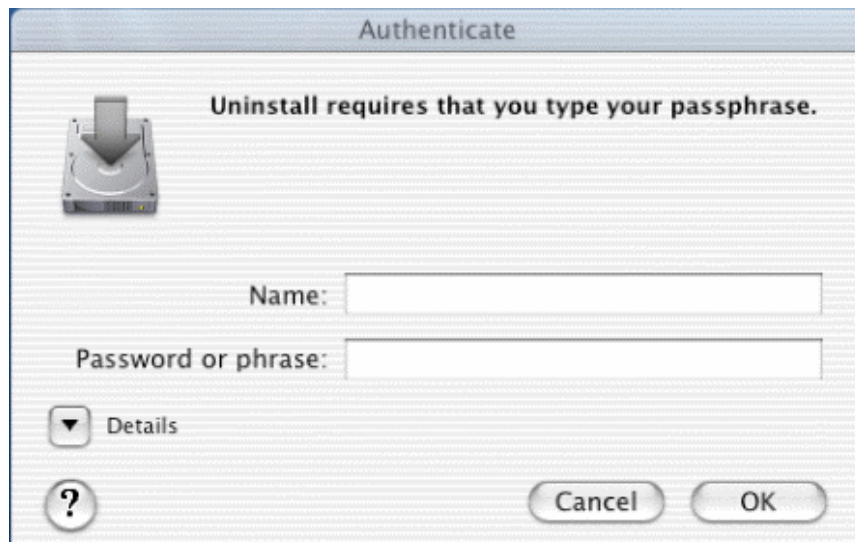 Authenticate
Uninstall requires that you type your passphrase.
Name:
Password or phrase:
Details
?
Cancel
OK